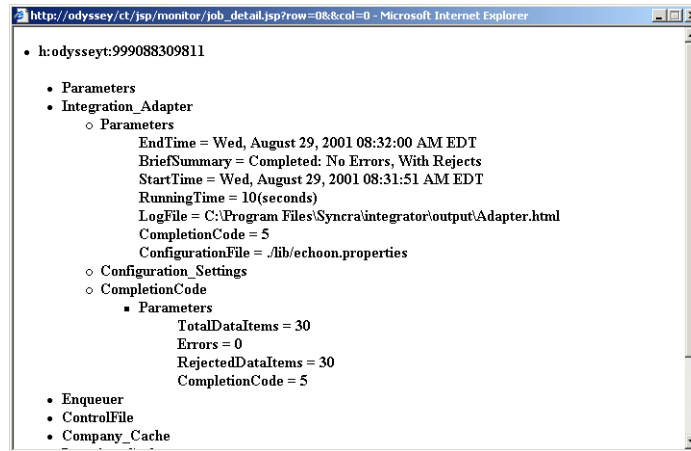 http://odyssey/ct/jsp/monitor/job_detail.jsp?row=0&&col=0 - Microsoft Internet Explorer
h:odysseyt:999088309811
Parameters
Integration_Adapter
Parameters
EndTime = Wed, August 29, 2001 08:32:00 AM EDT
BriefSummary = Completed: No Errors, With Rejects
StartTime = Wed, August 29, 2001 08:31:51 AM EDT
RunningTime = 10(seconds)
LogFile = C:\Program Files\Syncra\integrator\output\Adapter.html
CompletionCode = 5
ConfigurationFile = ./lib/echoon.properties
Configuration_Settings
CompletionCode
Parameters
TotalDataItems = 30
Errors = 0
RejectedDataItems = 30
CompletionCode = 5
Enqueuer
ControlFile
Company_Cache